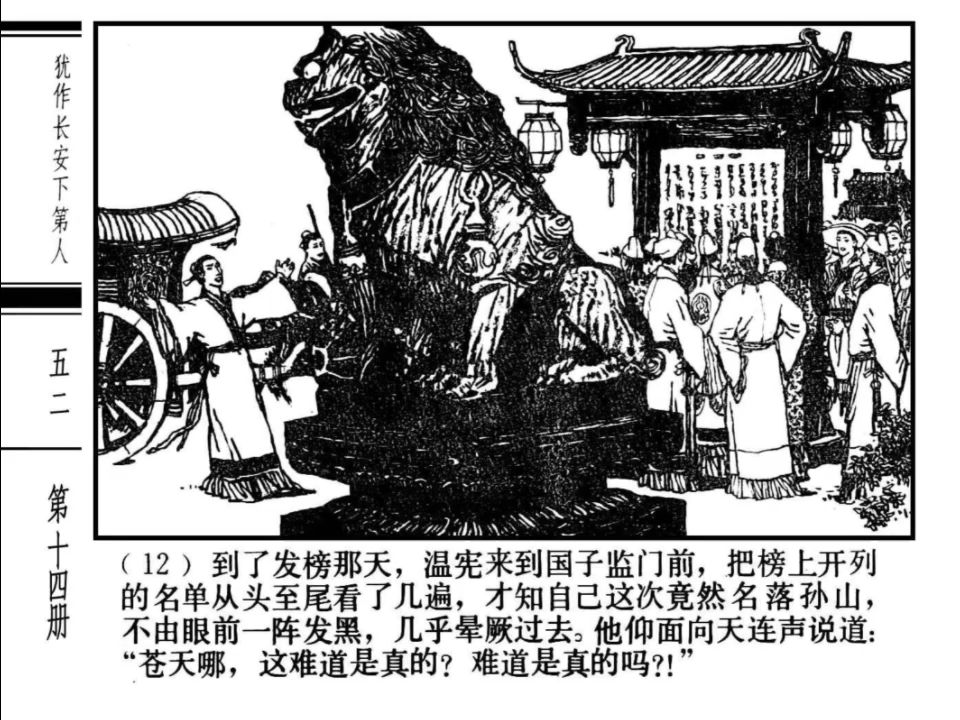 犹作长安下第人
五二
第十四册
（12）到了发榜那天，温宪来到国子监门前，把榜上开列
的名单从头至尾看了几遍，才知自己这次竟然名落孙山，
不由眼前一阵发黑，几乎晕厥过去。他仰面向天连声说道：
“苍天哪，这难道是真的？难道是真的吗？！”